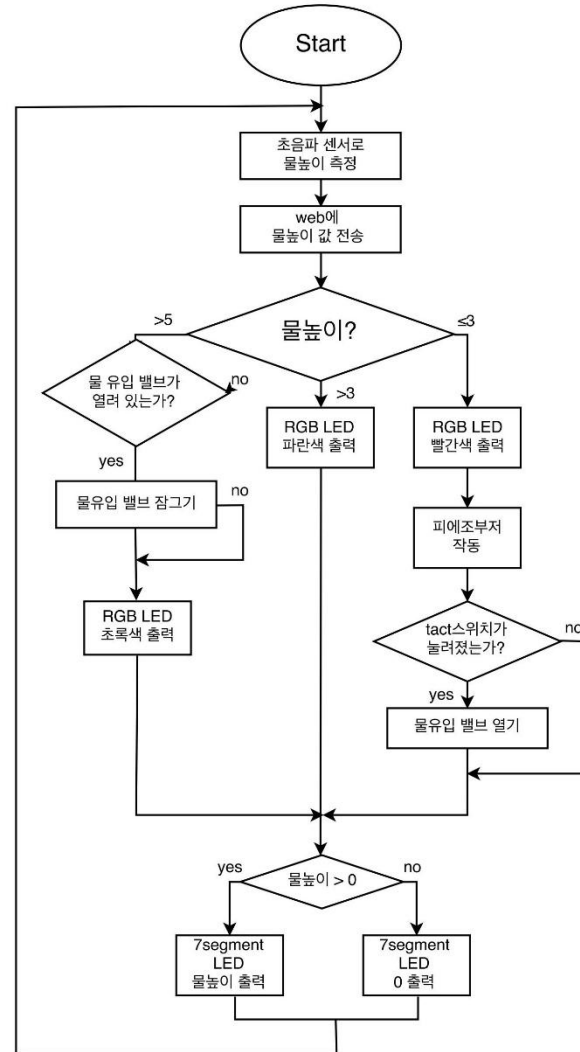 Start
초음파 센서로
물높이 측정
web에
물높이 값 전송
>5
물높이?
≤3
물 유입 밸브가
열려 있는가?
no
>3
RGB LED
파란색 출력
RGB LED
빨간색 출력
yes
물유입 밸브 잠그기
no
피에조부저
작동
RGB LED
초록색 출력
tact스위치가
눌려졌는가?
no
yes
물유입 밸브 열기
yes
물높이 > 0
no
7segment
LED
물높이 출력
7segment
LED
0 출력